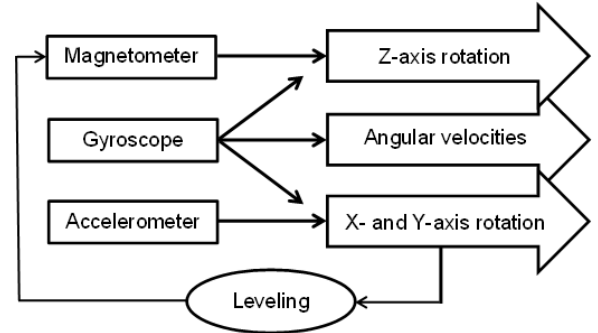 Magnetometer
Z-axis rotation
Gyroscope
Angular velocities
Accelerometer
X- and Y-axis rotation
Leveling